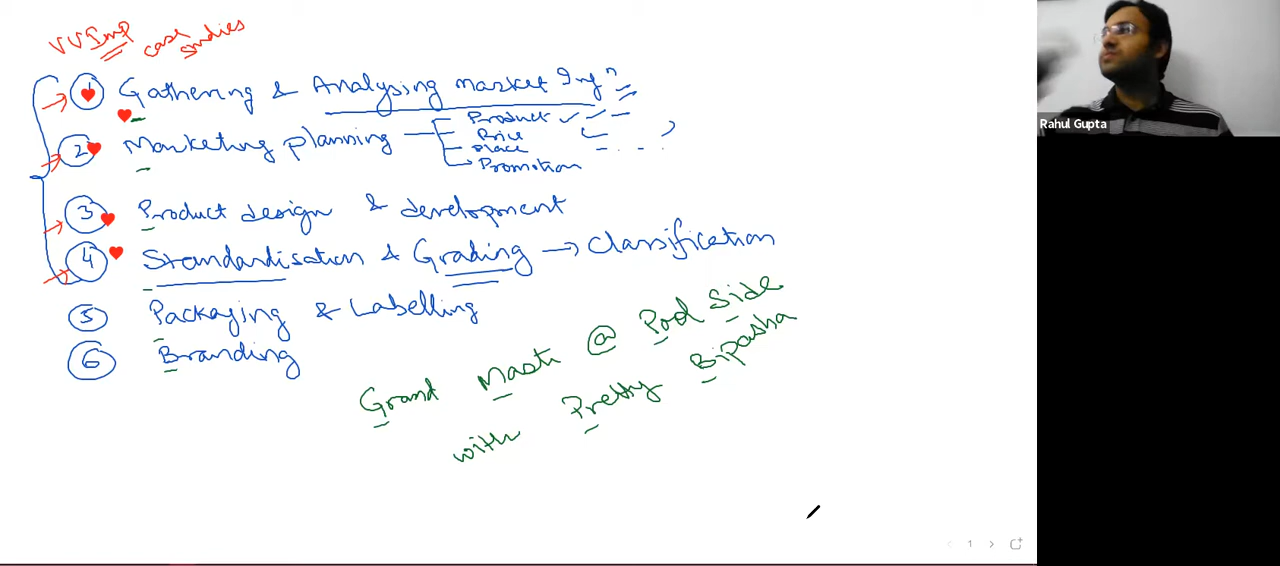 VVImp case studies
1 Gathering & Analysing market Infn
2 Marketing planning
Product
Price
Place
Promotion
3 Product design & development
4 Standardisation & Grading → Classification
5 Packaging & Labelling
6 Branding
Grand Masti @ Pool Side
with Pretty Bipasha
Rahul Gupta
1